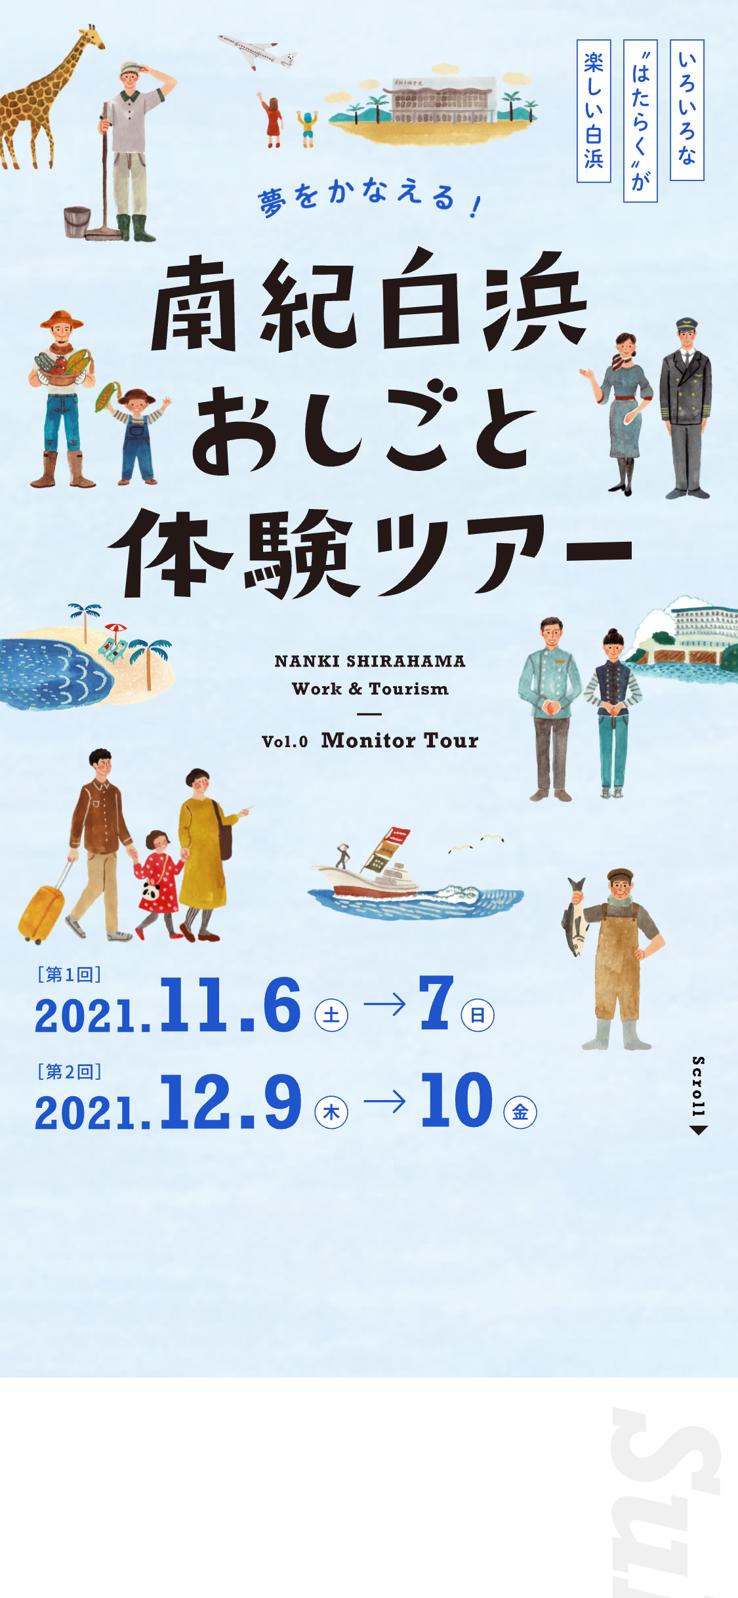 いろいろな
〝はたらく〟が
楽しい白浜
夢をかなえる!
南紀白浜
おしごと
体験ツアー
NANKI SHIRAHAMA
Work & Tourism
Vol.0 Monitor Tour
[第1回]
2021.11.6 土 → 7 日
[第2回]
2021.12.9 木 → 10 金
Scroll